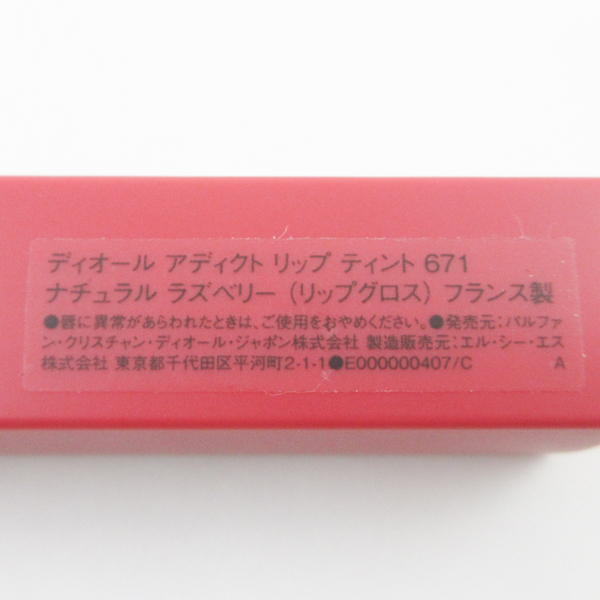 ディオール アディクト リップ ティント 671
ナチュラル ラズベリー（リップグロス）フランス製
●唇に異常があらわれたときは、ご使用をおやめください。●発売元：パルファ
ン・クリスチャン・ディオール・ジャポン株式会社 製造販売元：エル・シー・エス
株式会社 東京都千代田区平河町2-1-1●E000000407/C A